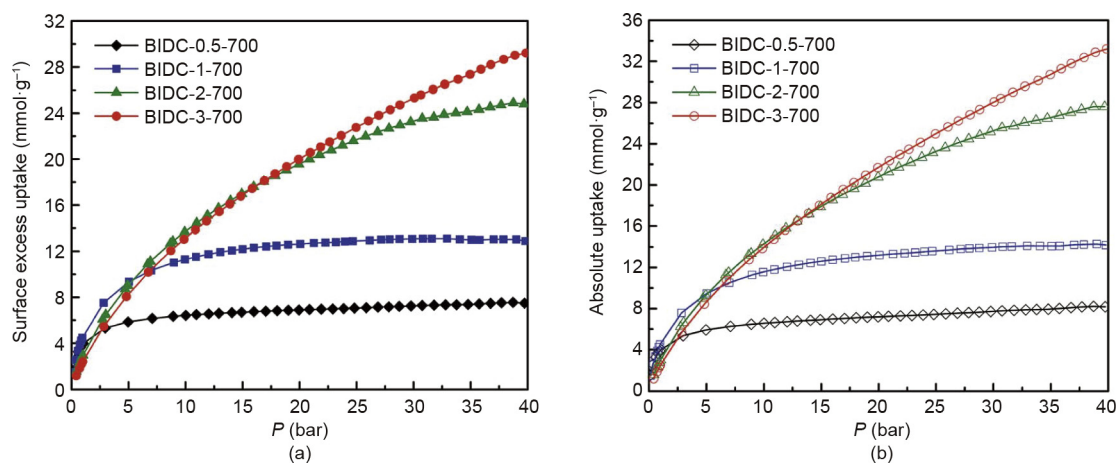 32
28
24
20
16
12
8
4
0
Surface excess uptake (mmol·g⁻¹)
BIDC-0.5-700
BIDC-1-700
BIDC-2-700
BIDC-3-700
0 5 10 15 20 25 30 35 40
P (bar)
(a)
36
32
28
24
20
16
12
8
4
0
Absolute uptake (mmol·g⁻¹)
BIDC-0.5-700
BIDC-1-700
BIDC-2-700
BIDC-3-700
0 5 10 15 20 25 30 35 40
P (bar)
(b)